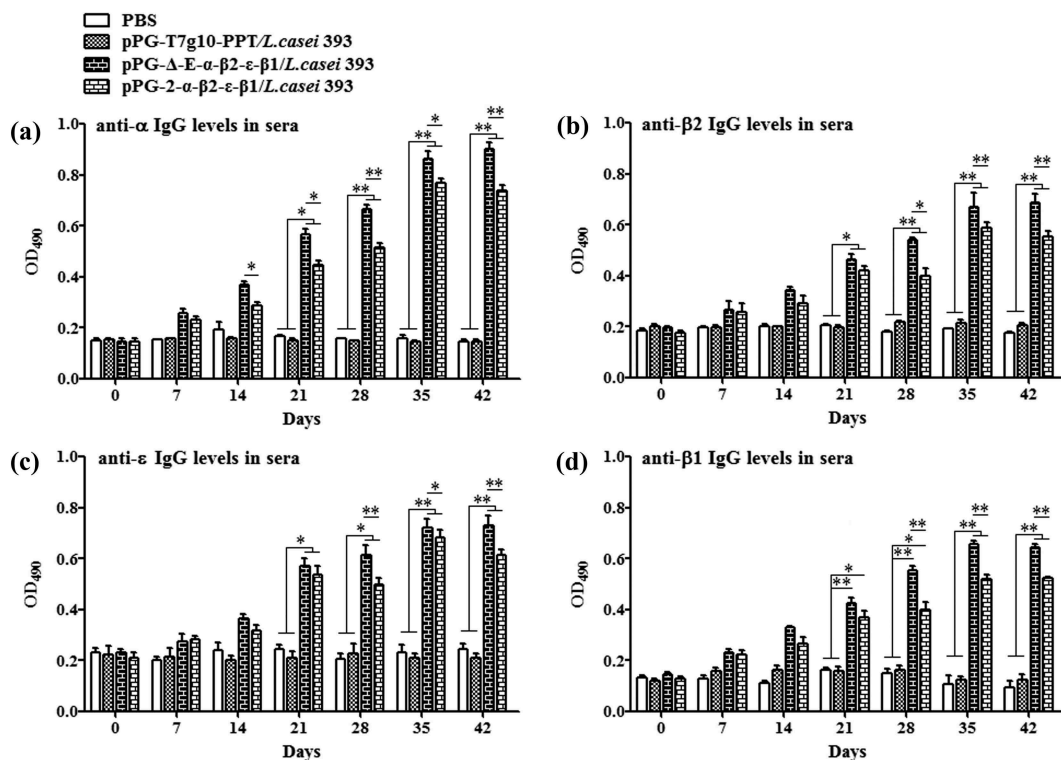 PBS
pPG-T7g10-PPT/L.casei 393
pPG-Δ-E-α-β2-ε-β1/L.casei 393
pPG-2-α-β2-ε-β1/L.casei 393
(a)
anti-α IgG levels in sera
1.0
0.8
0.6
0.4
0.2
0.0
OD490
* * * ** ** ** * ** **
0 7 14 21 28 35 42
Days
(b)
anti-β2 IgG levels in sera
1.0
0.8
0.6
0.4
0.2
0.0
OD490
* ** * ** ** ** **
0 7 14 21 28 35 42
Days
(c)
anti-ε IgG levels in sera
1.0
0.8
0.6
0.4
0.2
0.0
OD490
* * ** ** * ** **
0 7 14 21 28 35 42
Days
(d)
anti-β1 IgG levels in sera
1.0
0.8
0.6
0.4
0.2
0.0
OD490
** * ** * ** ** ** ** **
0 7 14 21 28 35 42
Days